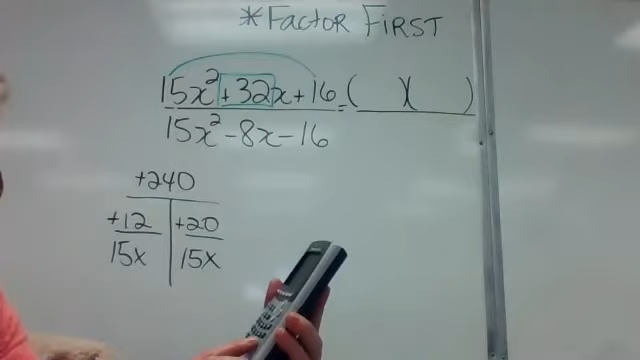 *FACTOR FIRST
15x²+32x+16 = (    )(    )
15x²-8x-16
+240
+12 +20
15x 15x